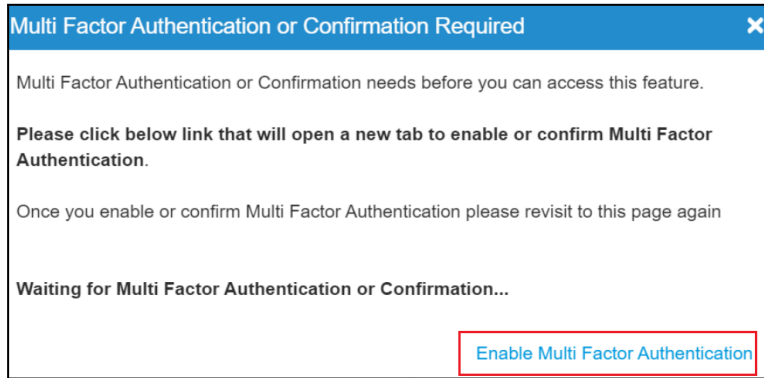 Multi Factor Authentication or Confirmation Required
Multi Factor Authentication or Confirmation needs before you can access this feature.
Please click below link that will open a new tab to enable or confirm Multi Factor
Authentication.
Once you enable or confirm Multi Factor Authentication please revisit to this page again
Waiting for Multi Factor Authentication or Confirmation...
Enable Multi Factor Authentication